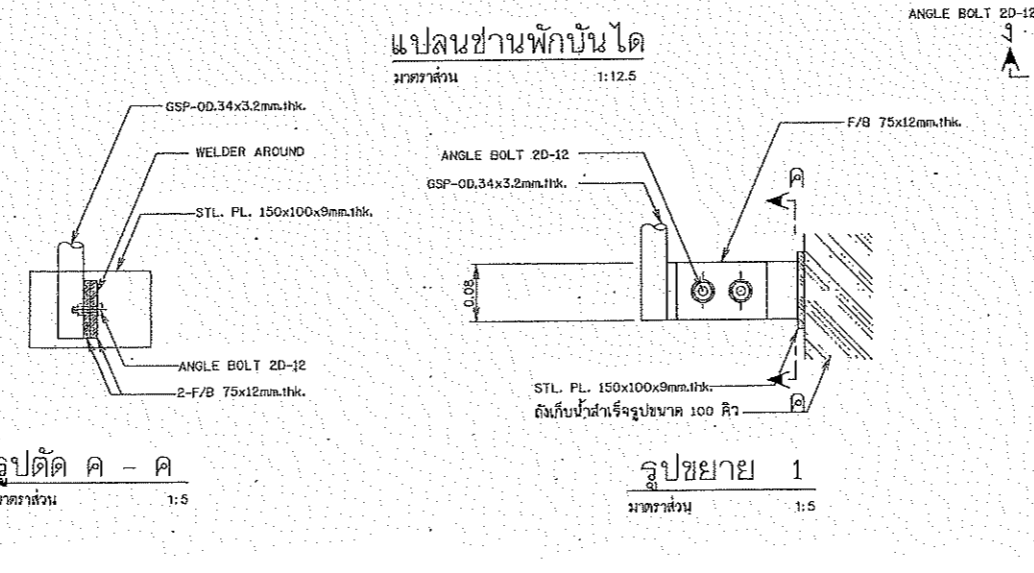 ANGLE BOLT 2D-12
ง
แปลนชานพักบันได
มาตราส่วน 1:12.5
GSP-OD.34x3.2mm.thk.
WELDER AROUND
STL. PL. 150x100x9mm.thk.
ANGLE BOLT 2D-12
2-F/B 75x12mm.thk.
รูปตัด ค - ค
มาตราส่วน 1:5
F/B 75x12mm.thk.
ANGLE BOLT 2D-12
GSP-OD.34x3.2mm.thk.
ค
0.08
STL. PL. 150x100x9mm.thk.
ถังเก็บน้ำสำเร็จรูปขนาด 100 คิว
ค
รูปขยาย 1
มาตราส่วน 1:5